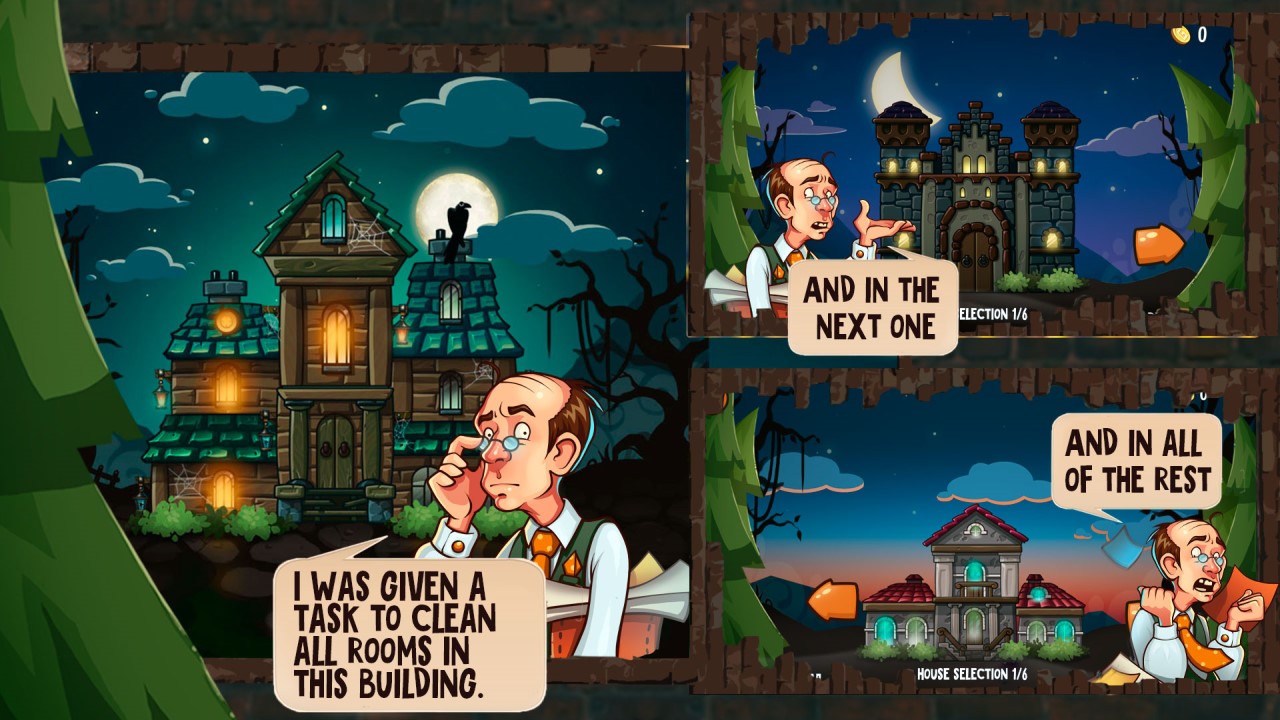 I WAS GIVEN A
TASK TO CLEAN
ALL ROOMS IN
THIS BUILDING.
0
AND IN THE
NEXT ONE
ELECTION 1/6
AND IN ALL
OF THE REST
HOUSE SELECTION 1/6